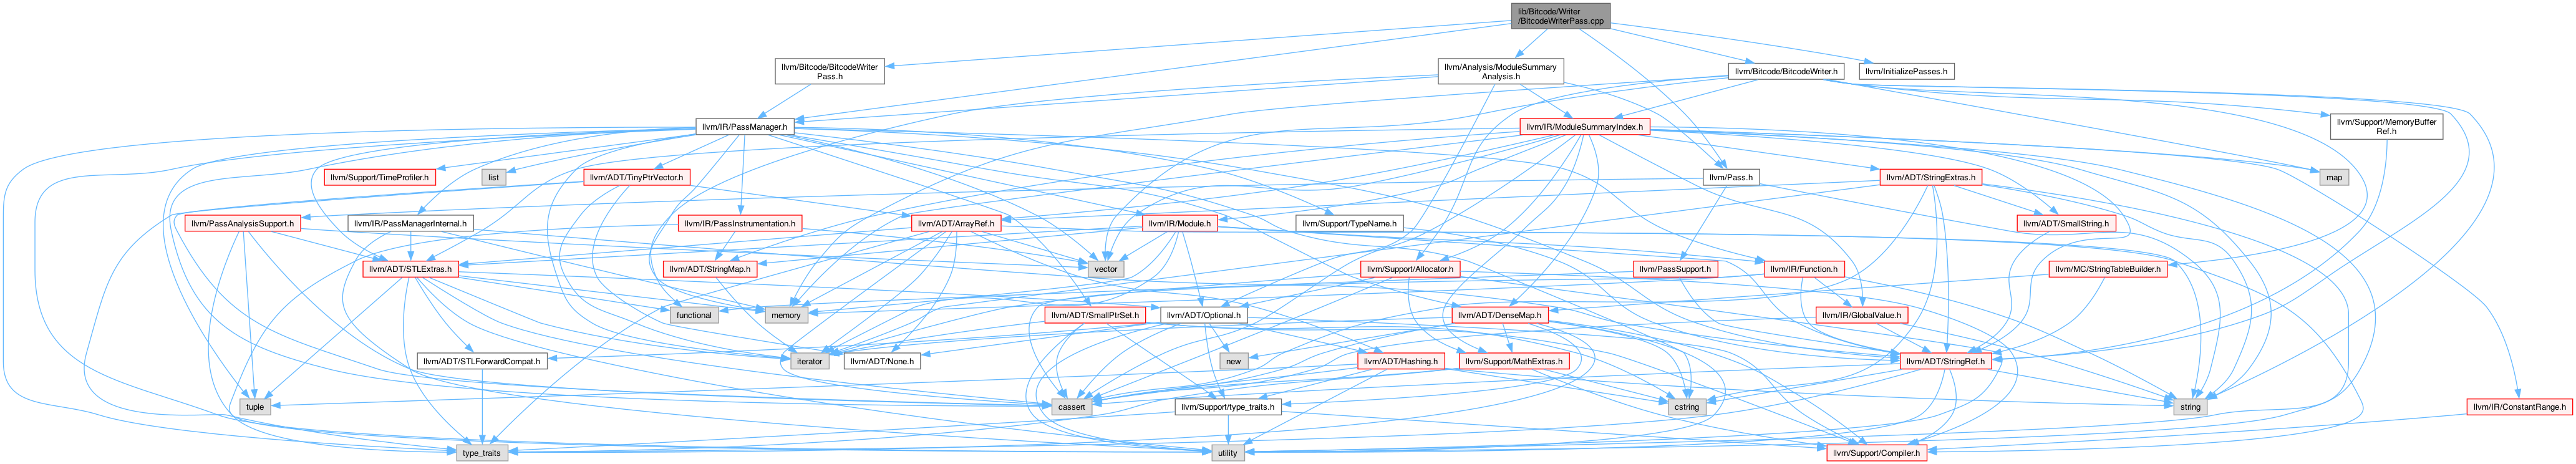 lib/Bitcode/Writer
/BitcodeWriterPass.cpp
llvm/Bitcode/BitcodeWriter
Pass.h
llvm/Analysis/ModuleSummary
Analysis.h
llvm/Bitcode/BitcodeWriter.h
llvm/InitializePasses.h
llvm/IR/PassManager.h
llvm/IR/ModuleSummaryIndex.h
llvm/Support/MemoryBuffer
Ref.h
llvm/Support/TimeProfiler.h
list
llvm/ADT/TinyPtrVector.h
llvm/Pass.h
llvm/ADT/StringExtras.h
map
llvm/PassAnalysisSupport.h
llvm/IR/PassManagerInternal.h
llvm/IR/PassInstrumentation.h
llvm/ADT/ArrayRef.h
llvm/IR/Module.h
llvm/Support/TypeName.h
llvm/ADT/SmallString.h
llvm/ADT/STLExtras.h
llvm/ADT/StringMap.h
vector
llvm/Support/Allocator.h
llvm/PassSupport.h
llvm/IR/Function.h
llvm/MC/StringTableBuilder.h
functional
memory
llvm/ADT/SmallPtrSet.h
llvm/ADT/Optional.h
llvm/ADT/DenseMap.h
llvm/IR/GlobalValue.h
llvm/ADT/STLForwardCompat.h
iterator
llvm/ADT/None.h
new
llvm/ADT/Hashing.h
llvm/Support/MathExtras.h
llvm/ADT/StringRef.h
tuple
cassert
llvm/Support/type_traits.h
cstring
string
llvm/IR/ConstantRange.h
type_traits
utility
llvm/Support/Compiler.h